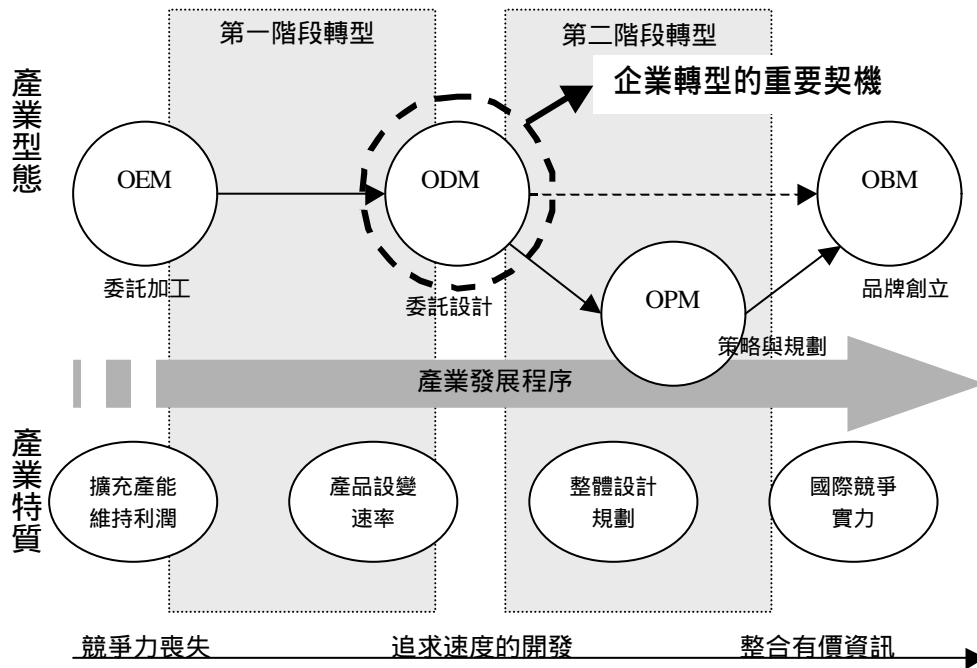 第一階段轉型
第二階段轉型
企業轉型的重要契機
產業型態
OEM
ODM
OBM
委託加工
委託設計
OPM
品牌創立
策略與規劃
產業發展程序
產業特質
擴充產能
維持利潤
產品設變
速率
整體設計
規劃
國際競爭
實力
競爭力喪失
追求速度的開發
整合有價資訊